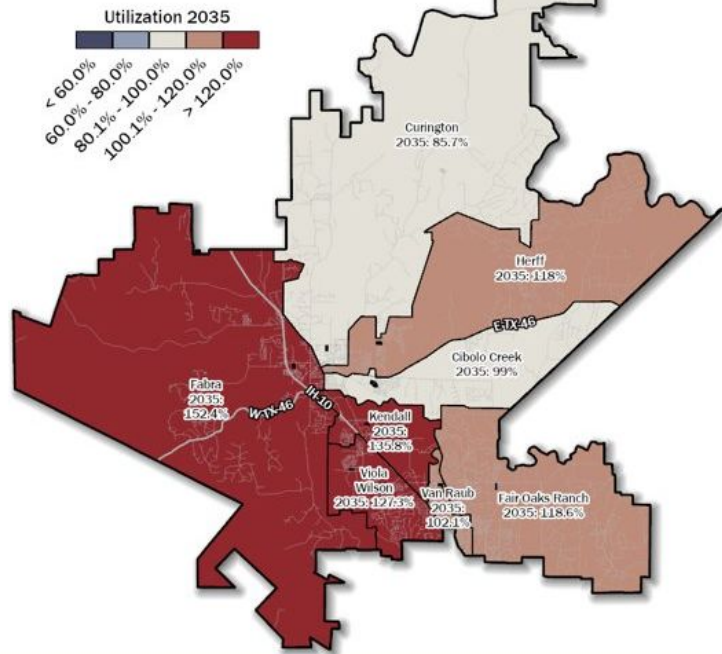 Utilization 2035
< 60.0%
60.0% - 80.0%
80.1% - 100.0%
100.1% - 120.0%
> 120.0%
Curington
2035: 85.7%
Herff
2035: 118%
E-TX-46
Cibolo Creek
2035: 99%
Fabra
2035:
152.4%
W-TX-46
IH-10
Kendall
2035:
135.8%
Viola
Wilson
2035: 127.3%
Van Raub
2035:
102.1%
Fair Oaks Ranch
2035: 118.6%